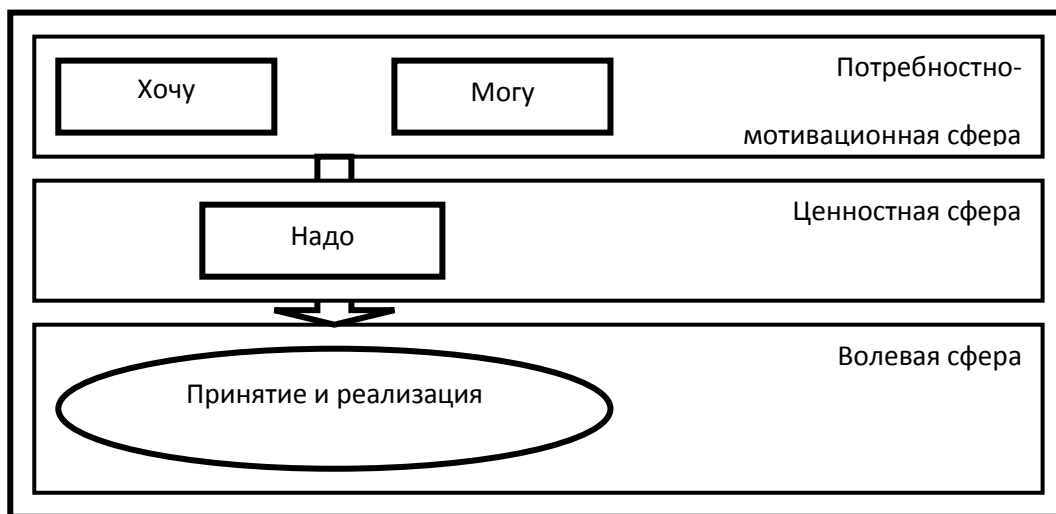 Хочу
Могу
Потребностно-
мотивационная сфера
Надо
Ценностная сфера
Принятие и реализация
Волевая сфера